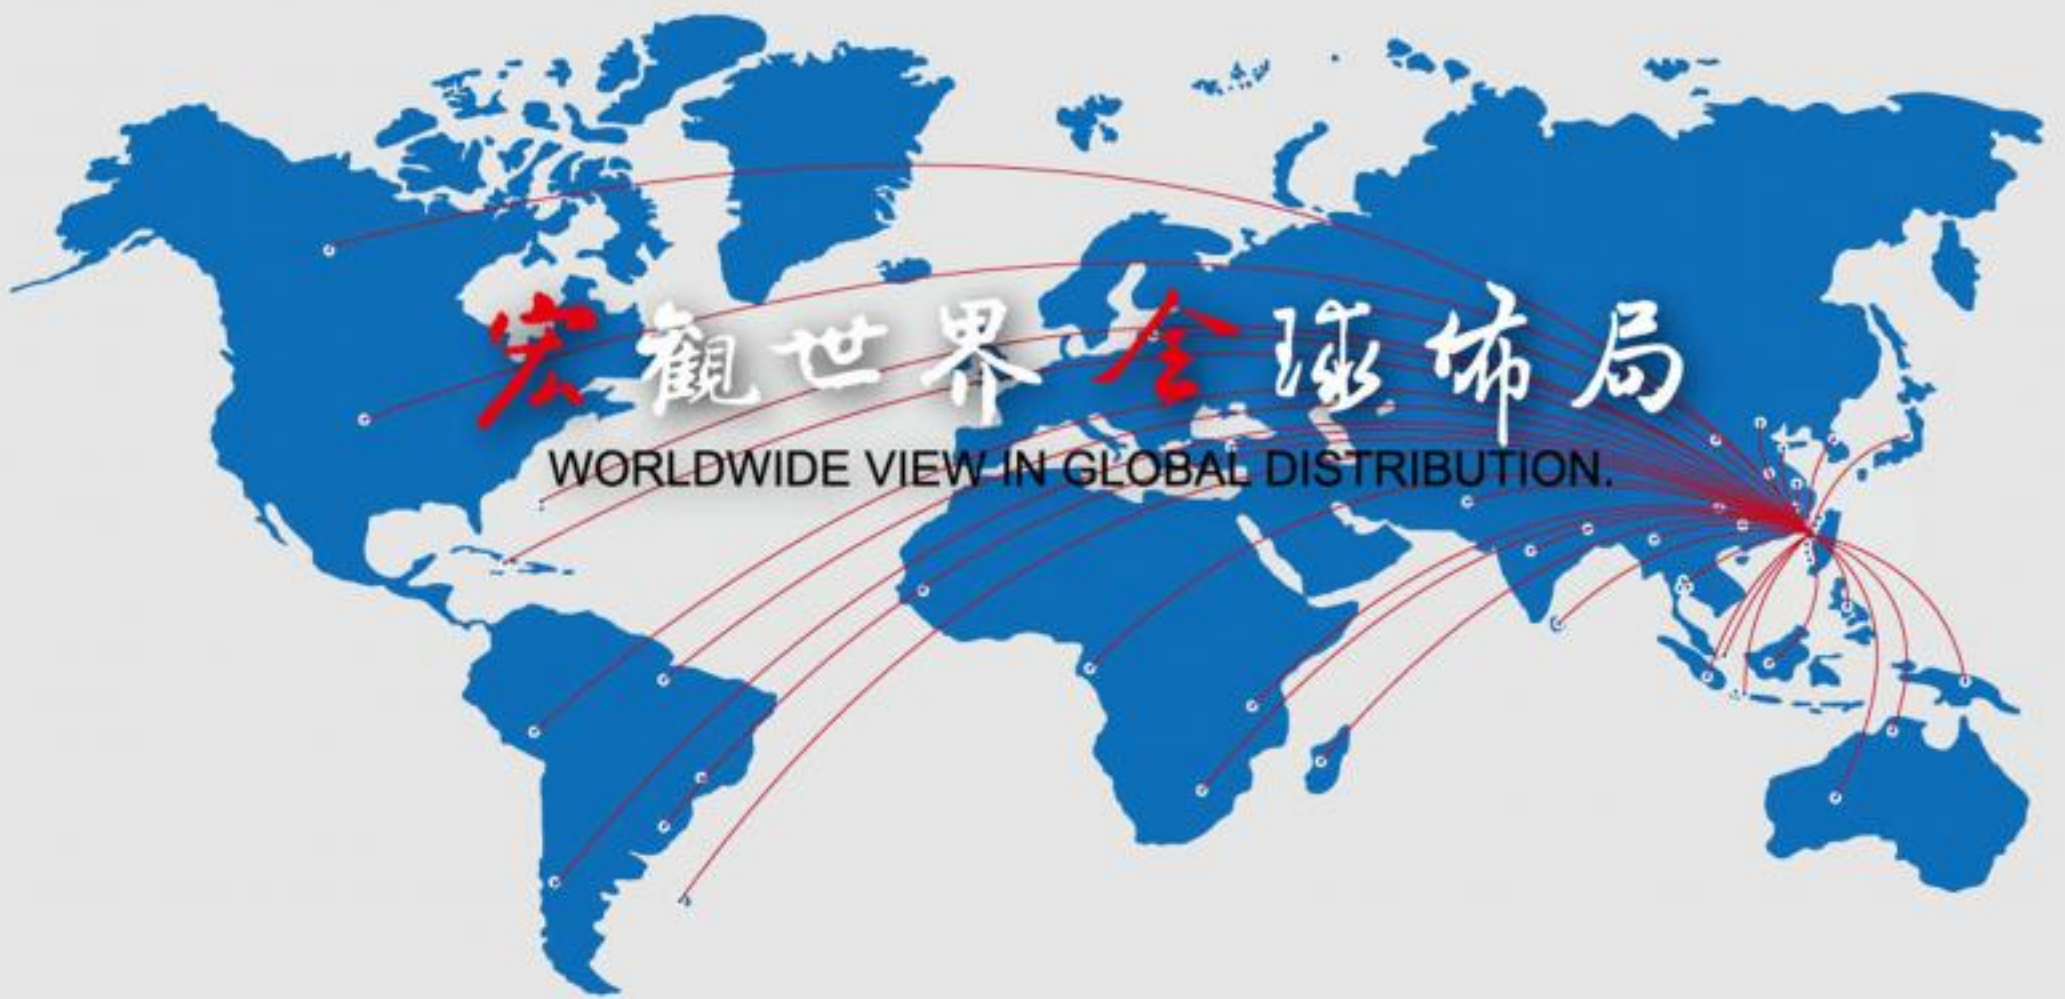 宏觀世界 全球佈局
WORLDWIDE VIEW IN GLOBAL DISTRIBUTION.